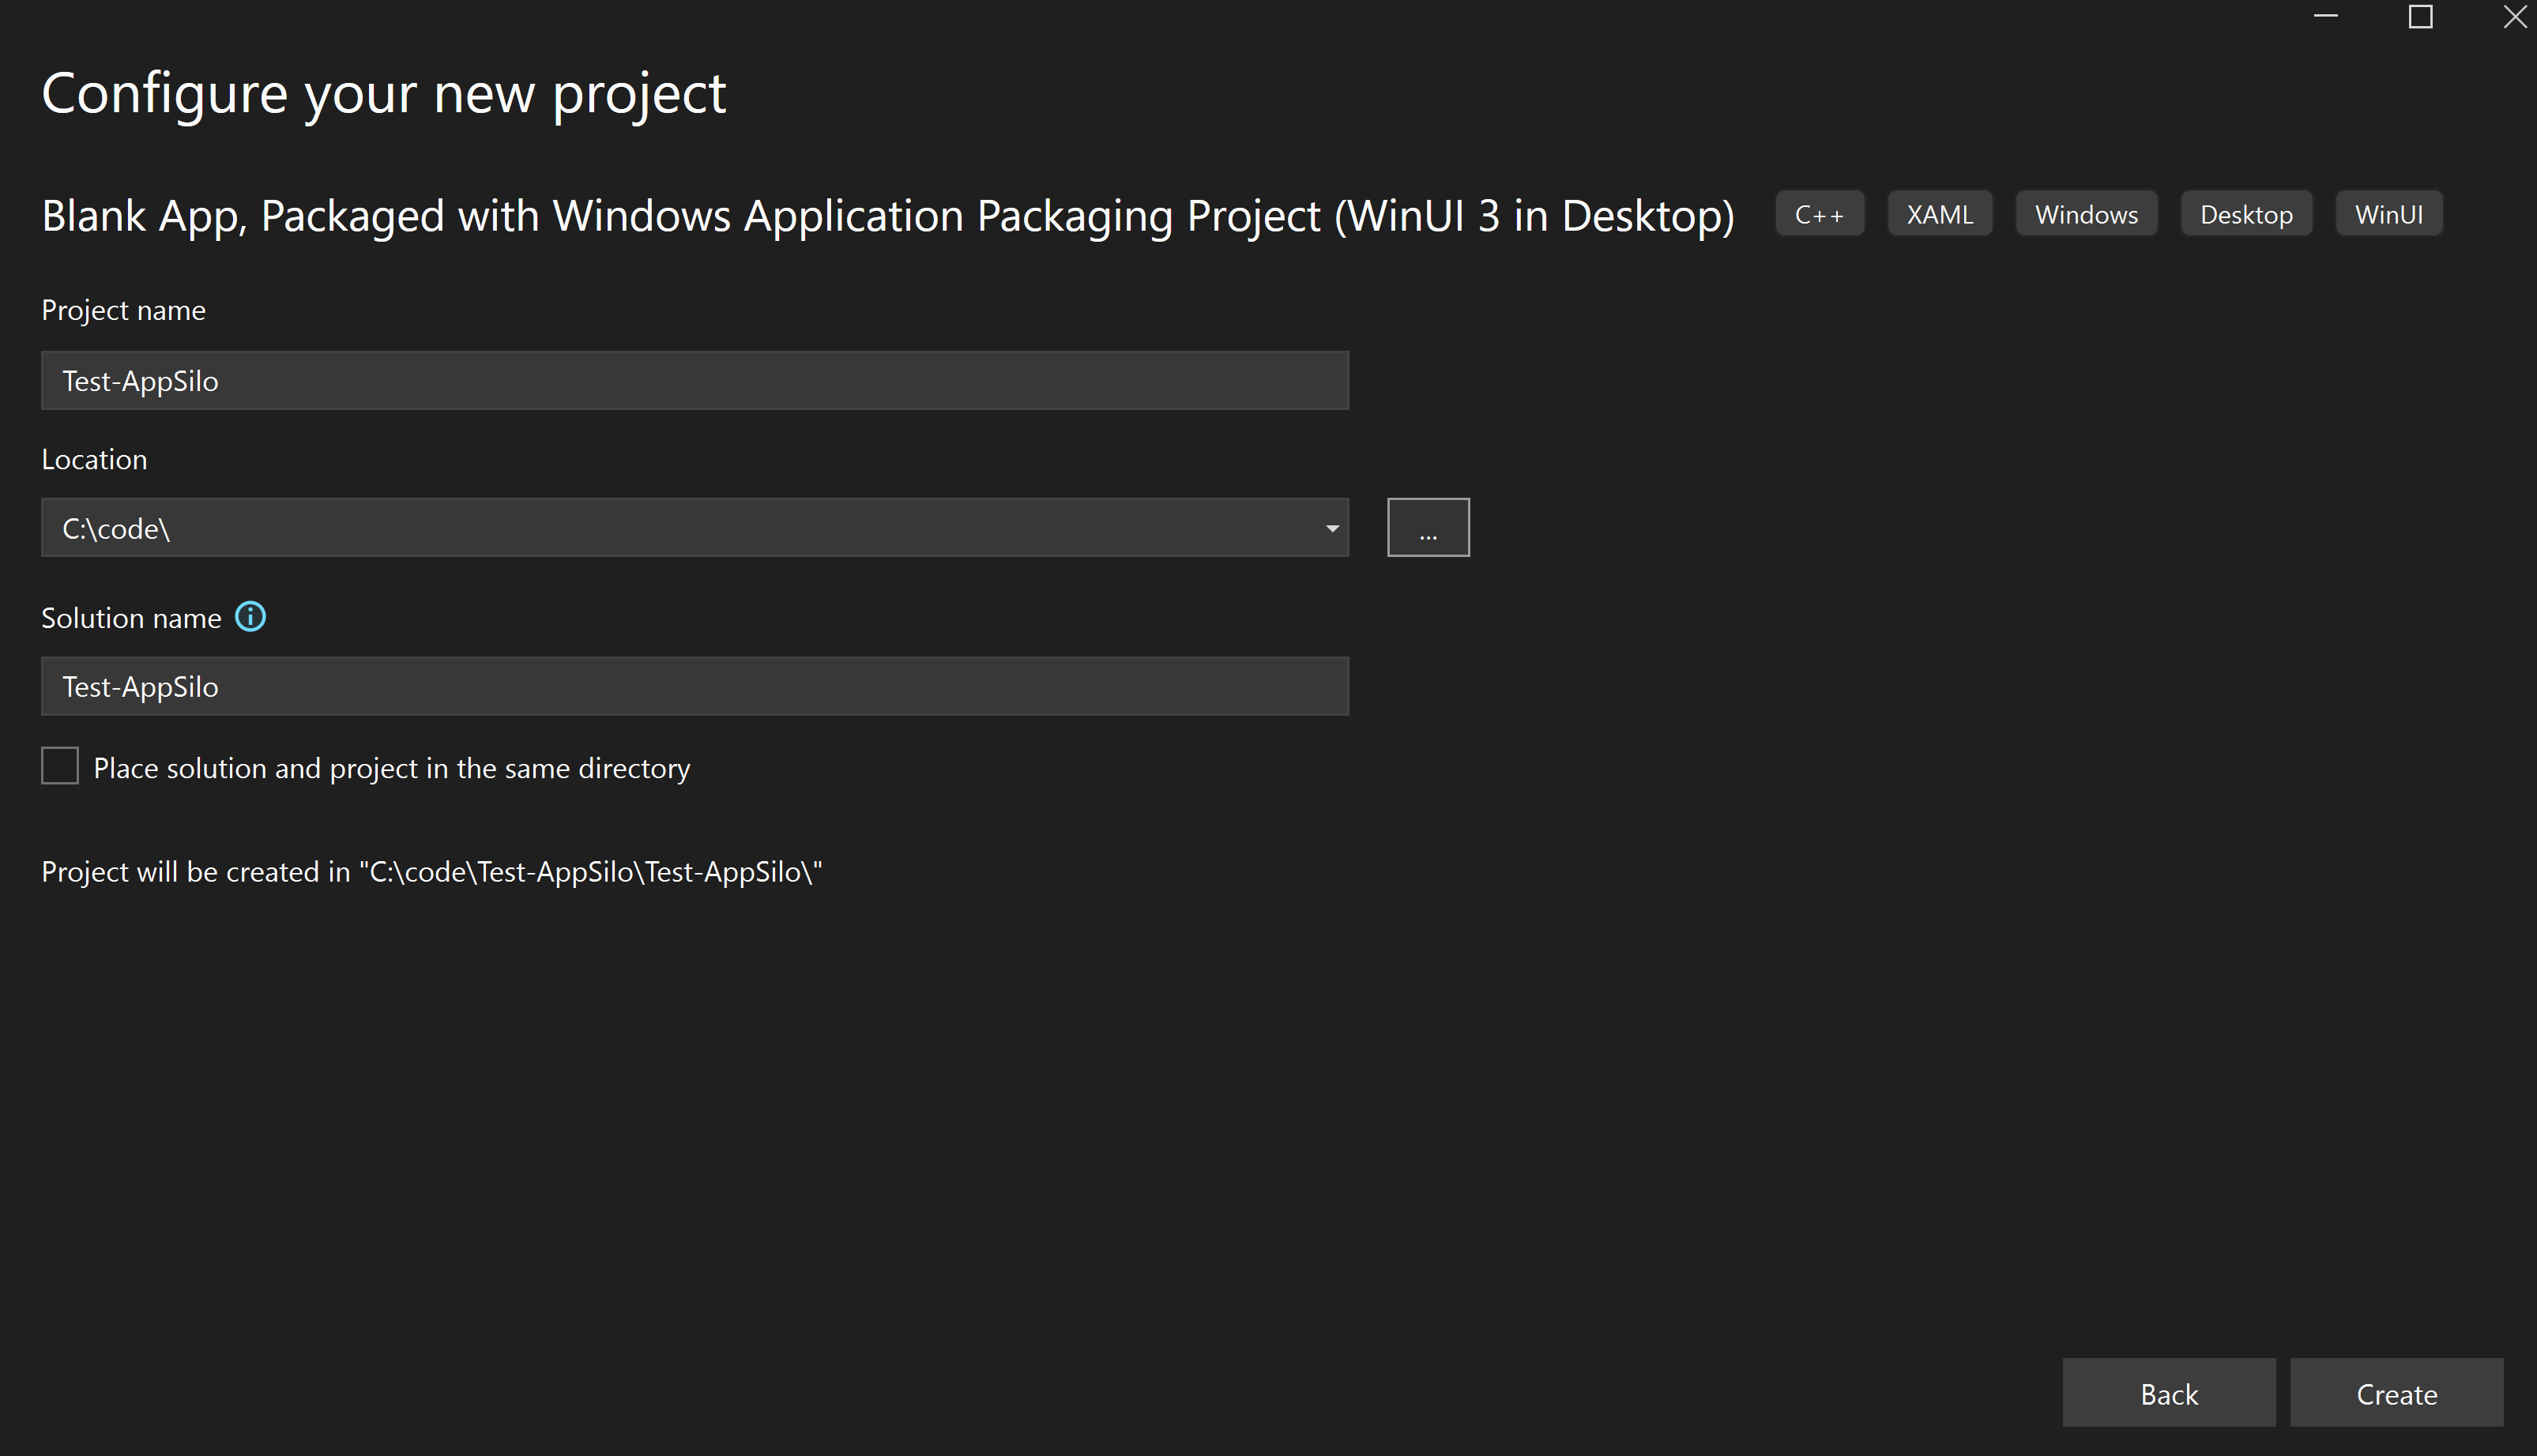 Configure your new project
Blank App, Packaged with Windows Application Packaging Project (WinUI 3 in Desktop) C++ XAML Windows Desktop WinUI
Project name
Test-AppSilo
Location
C:\code\
...
Solution name
Test-AppSilo
Place solution and project in the same directory
Project will be created in "C:\code\Test-AppSilo\Test-AppSilo\"
Back Create